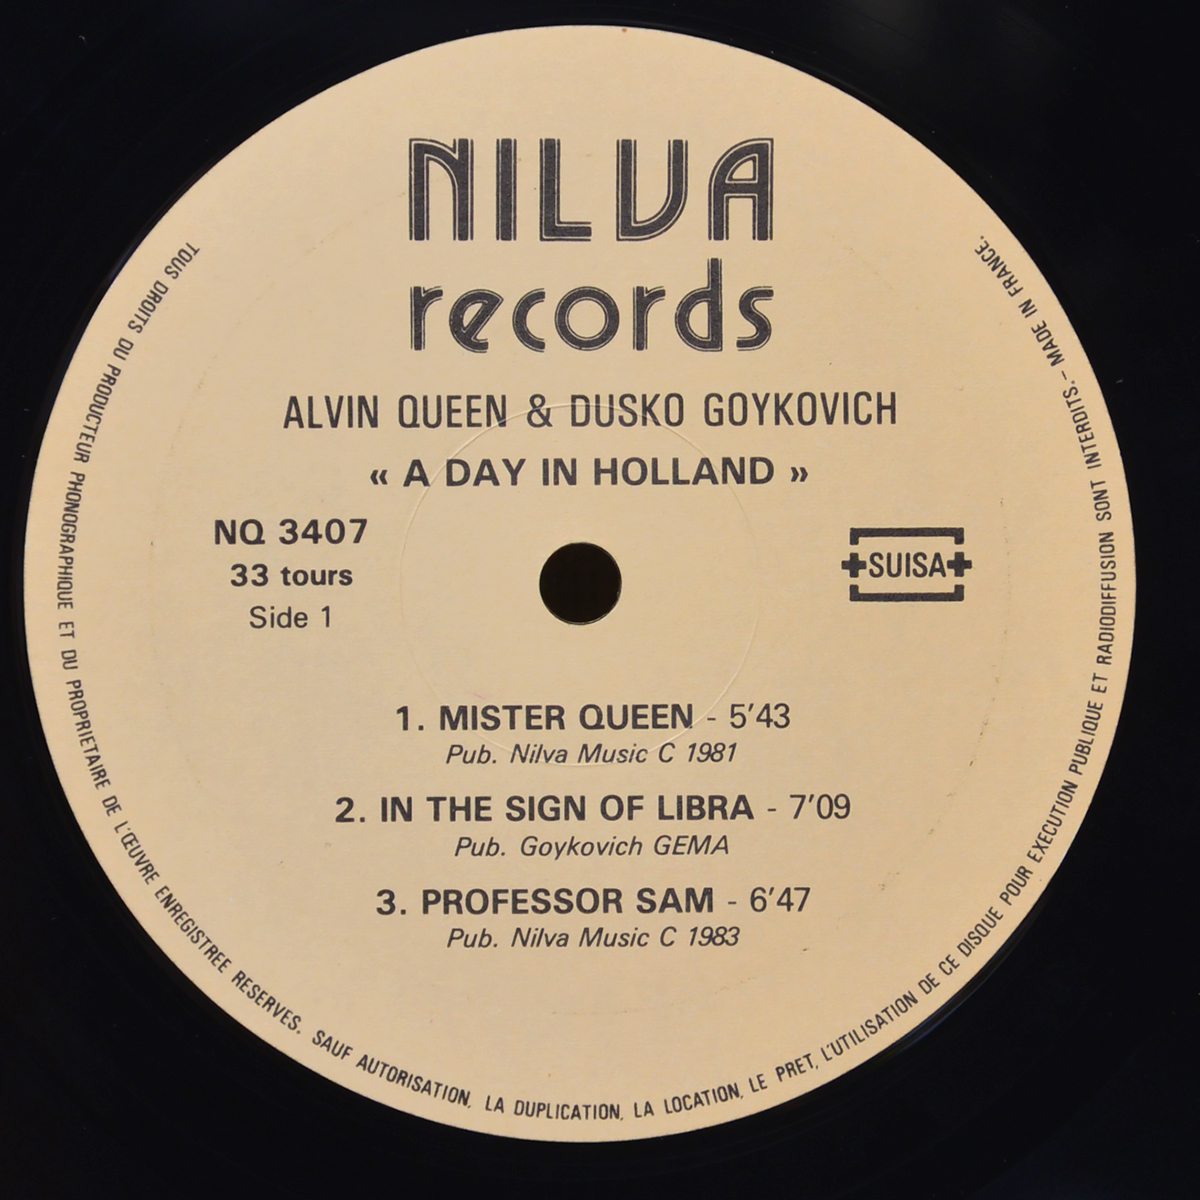 NILVA
records
ALVIN QUEEN & DUSKO GOYKOVICH
« A DAY IN HOLLAND »
NQ 3407
33 tours
Side 1
SUISA
1. MISTER QUEEN - 5'43
Pub. Nilva Music C 1981
2. IN THE SIGN OF LIBRA - 7'09
Pub. Goykovich GEMA
3. PROFESSOR SAM - 6'47
Pub. Nilva Music C 1983
TOUS DROITS DU PRODUCTEUR PHONOGRAPHIQUE ET DU PROPRIETAIRE DE L'ŒUVRE ENREGISTREE RESERVES. SAUF AUTORISATION, LA DUPLICATION, LA LOCATION, LE PRET, L'UTILISATION DE CE DISQUE POUR EXECUTION PUBLIQUE ET RADIODIFFUSION SONT INTERDITS.- MADE IN FRANCE.